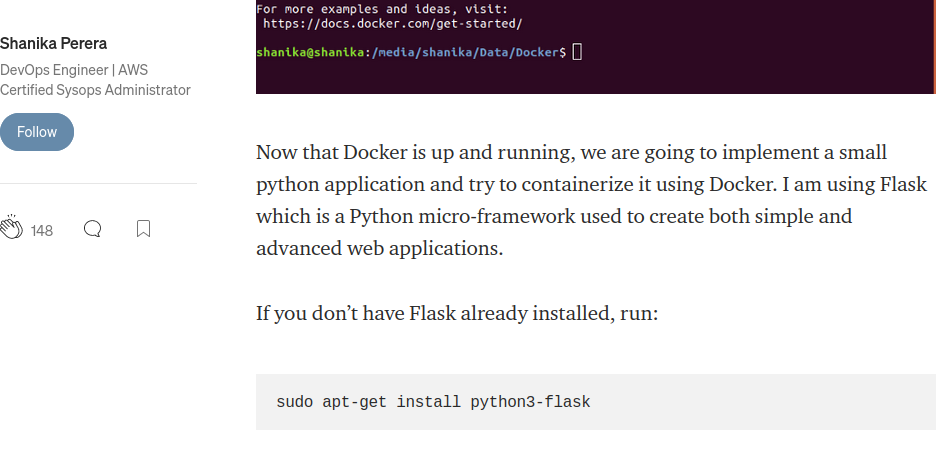 For more examples and ideas, visit:
https://docs.docker.com/get-started/
shanika@shanika:/media/shanika/Data/Docker$
Shanika Perera
DevOps Engineer | AWS
Certified Sysops Administrator
Follow
148
Now that Docker is up and running, we are going to implement a small
python application and try to containerize it using Docker. I am using Flask
which is a Python micro-framework used to create both simple and
advanced web applications.
If you don’t have Flask already installed, run:
sudo apt-get install python3-flask